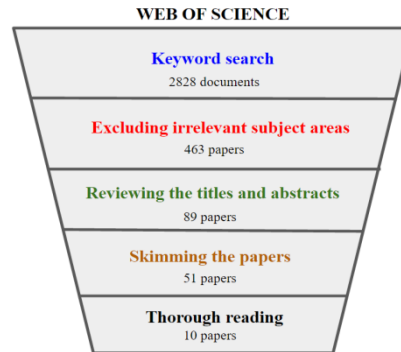 WEB OF SCIENCE
Keyword search
2828 documents
Excluding irrelevant subject areas
463 papers
Reviewing the titles and abstracts
89 papers
Skimming the papers
51 papers
Thorough reading
10 papers